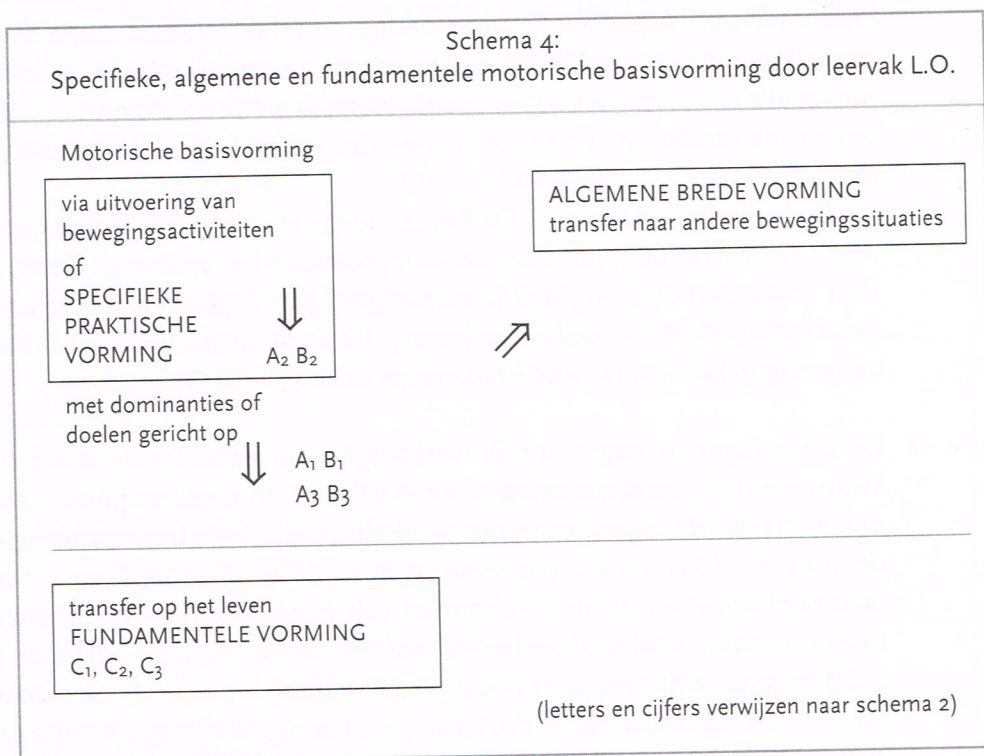 Schema 4:
Specifieke, algemene en fundamentele motorische basisvorming door leervak L.O.
Motorische basisvorming
via uitvoering van
bewegingsactiviteiten
of
SPECIFIEKE
PRAKTISCHE
VORMING
A₂ B₂
met dominanties of
doelen gericht op
A₁ B₁
A₃ B₃
ALGEMENE BREDE VORMING
transfer naar andere bewegingssituaties
transfer op het leven
FUNDAMENTELE VORMING
C₁, C₂, C₃
(letters en cijfers verwijzen naar schema 2)